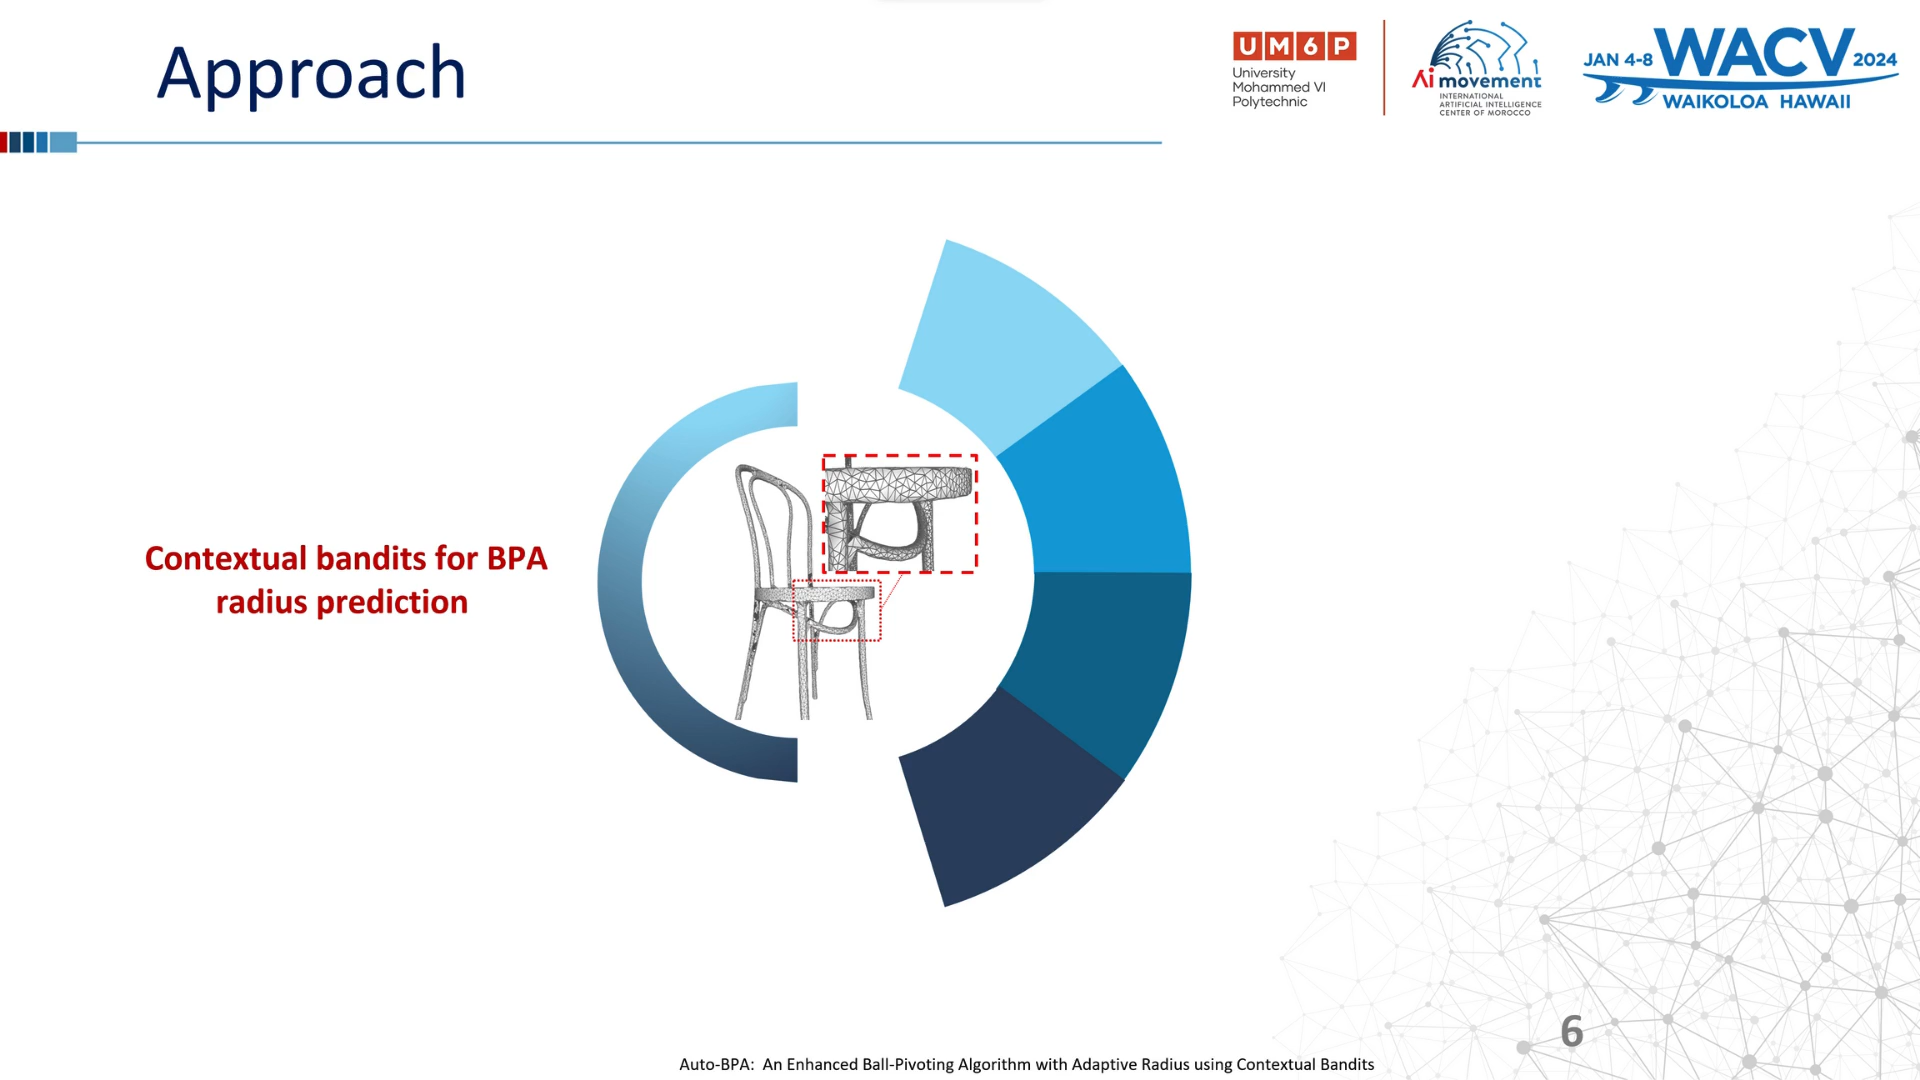 Approach
UM6P
University
Mohammed VI
Polytechnic
Ai movement
INTERNATIONAL
ARTIFICIAL INTELLIGENCE
CENTER OF MOROCCO
JAN 4-8 WACV 2024
WAIKOLOA HAWAII
Contextual bandits for BPA
radius prediction
6
Auto-BPA: An Enhanced Ball-Pivoting Algorithm with Adaptive Radius using Contextual Bandits